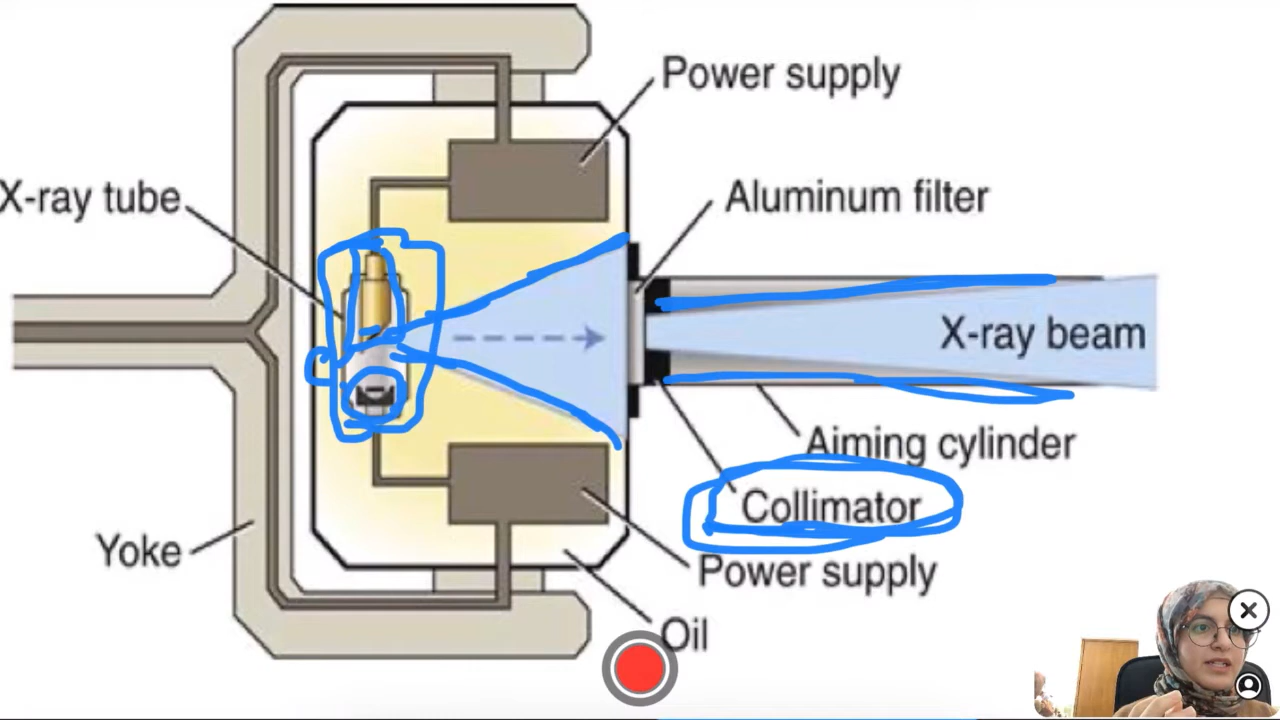 Power supply
X-ray tube
Aluminum filter
X-ray beam
Aiming cylinder
Collimator
Yoke
Power supply
Oil